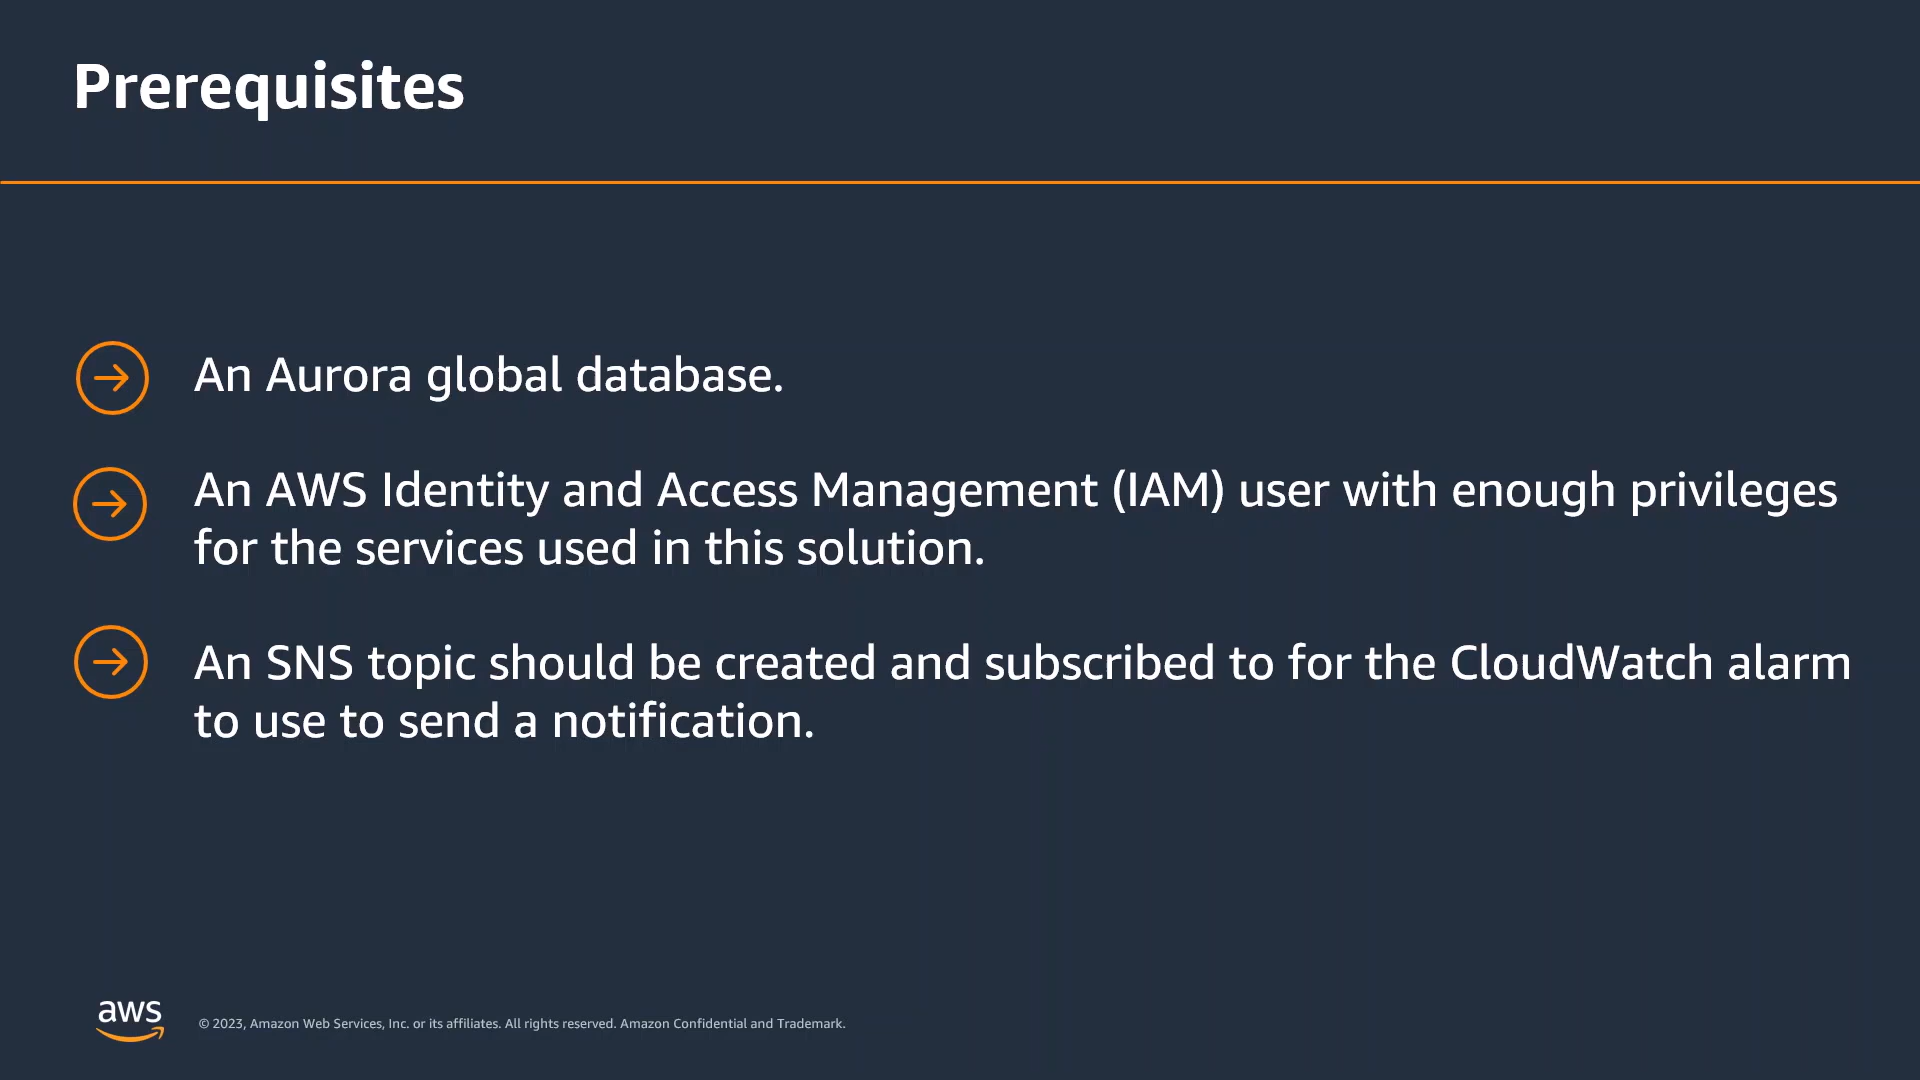 Prerequisites
An Aurora global database.
An AWS Identity and Access Management (IAM) user with enough privileges
for the services used in this solution.
An SNS topic should be created and subscribed to for the CloudWatch alarm
to use to send a notification.
aws
© 2023, Amazon Web Services, Inc. or its affiliates. All rights reserved. Amazon Confidential and Trademark.